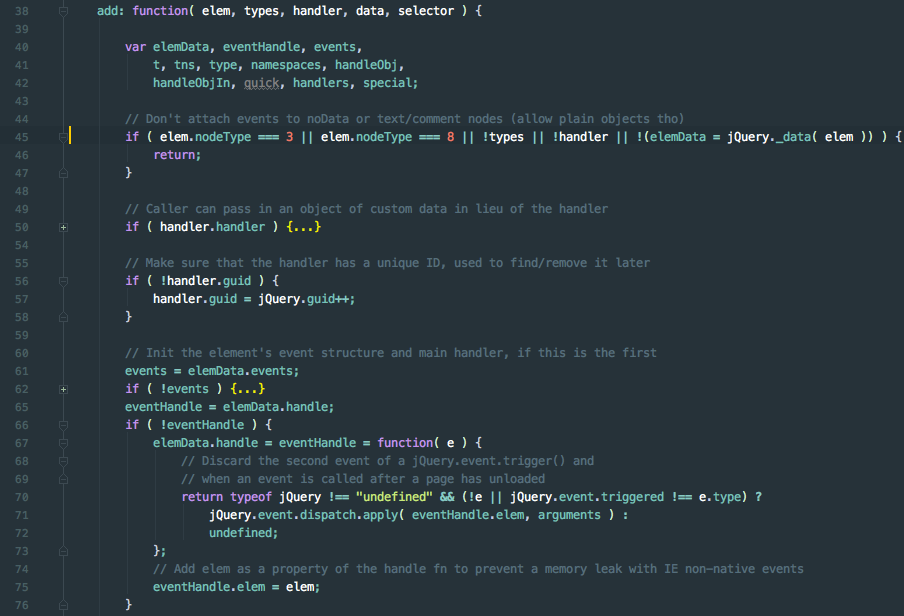 38 add: function( elem, types, handler, data, selector ) {
39
40 var elemData, eventHandle, events,
41 t, tns, type, namespaces, handleObj,
42 handleObjIn, quick, handlers, special;
43
44 // Don't attach events to noData or text/comment nodes (allow plain objects tho)
45 if ( elem.nodeType === 3 || elem.nodeType === 8 || !types || !handler || !(elemData = jQuery._data( elem )) ) {
46 return;
47 }
48
49 // Caller can pass in an object of custom data in lieu of the handler
50 if ( handler.handler ) {...}
54
55 // Make sure that the handler has a unique ID, used to find/remove it later
56 if ( !handler.guid ) {
57 handler.guid = jQuery.guid++;
58 }
59
60 // Init the element's event structure and main handler, if this is the first
61 events = elemData.events;
62 if ( !events ) {...}
65 eventHandle = elemData.handle;
66 if ( !eventHandle ) {
67 elemData.handle = eventHandle = function( e ) {
68 // Discard the second event of a jQuery.event.trigger() and
69 // when an event is called after a page has unloaded
70 return typeof jQuery !== "undefined" && (!e || jQuery.event.triggered !== e.type) ?
71 jQuery.event.dispatch.apply( eventHandle.elem, arguments ) :
72 undefined;
73 };
74 // Add elem as a property of the handle fn to prevent a memory leak with IE non-native events
75 eventHandle.elem = elem;
76 }